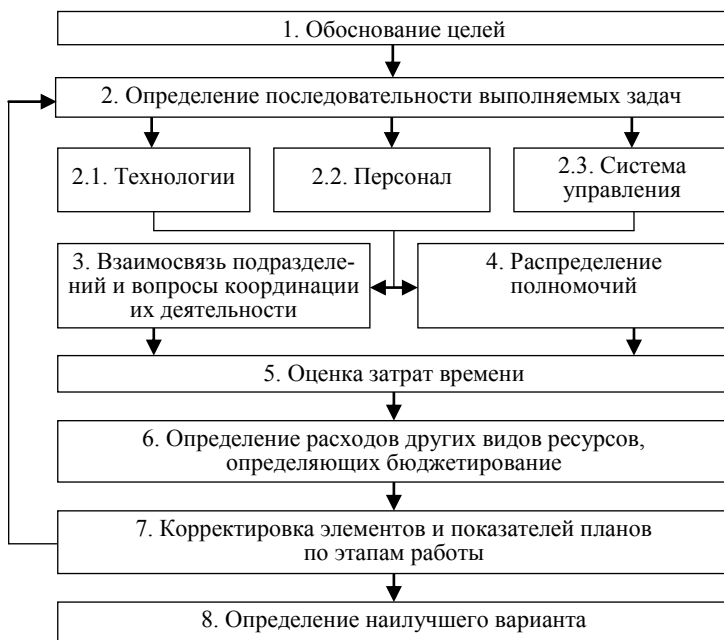 1. Обоснование целей
2. Определение последовательности выполняемых задач
2.1. Технологии
2.2. Персонал
2.3. Система
управления
3. Взаимосвязь подразделе-
ний и вопросы координации
их деятельности
4. Распределение
полномочий
5. Оценка затрат времени
6. Определение расходов других видов ресурсов,
определяющих бюджетирование
7. Корректировка элементов и показателей планов
по этапам работы
8. Определение наилучшего варианта